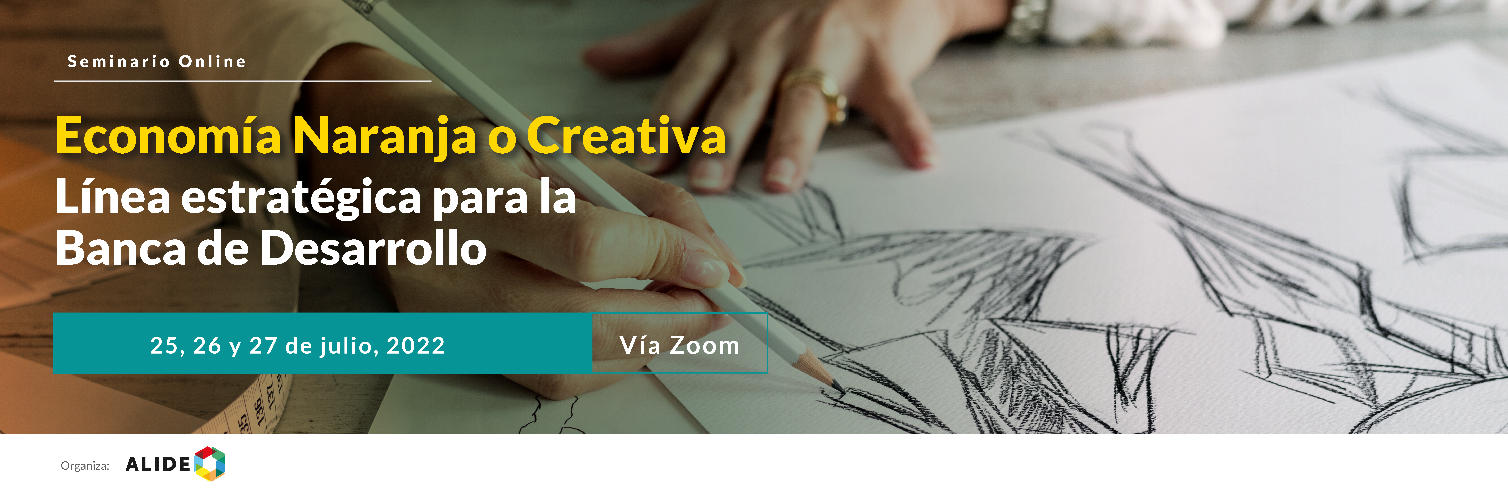 Seminario Online
Economía Naranja o Creativa
Línea estratégica para la
Banca de Desarrollo
25, 26 y 27 de julio, 2022
Vía Zoom
Organiza:
ALIDE